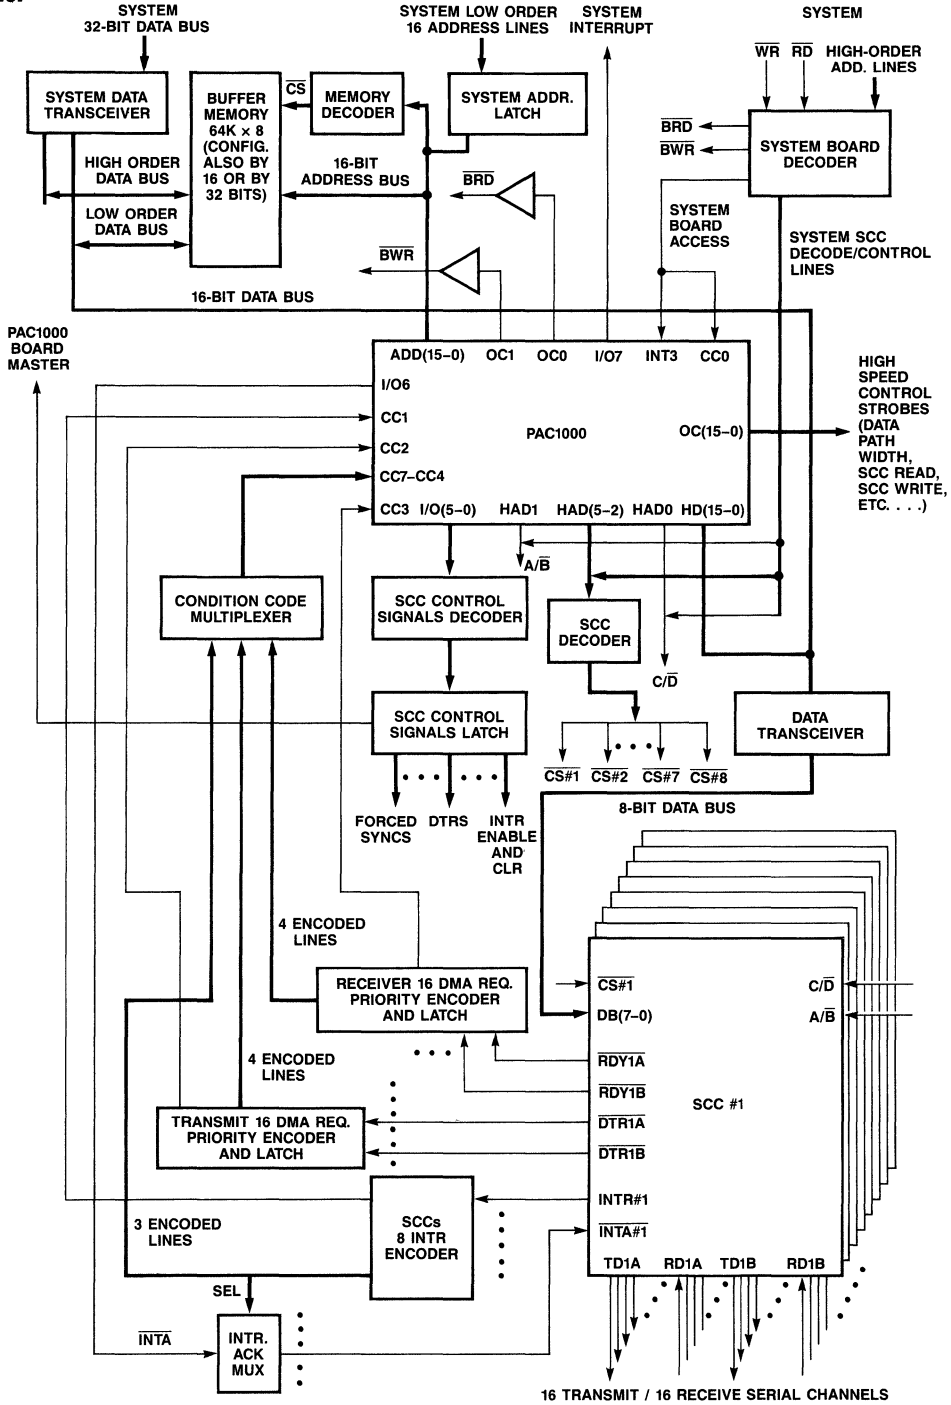 SYSTEM
32-BIT DATA BUS
SYSTEM LOW ORDER
16 ADDRESS LINES
SYSTEM
INTERRUPT
SYSTEM
WR
RD
HIGH-ORDER
ADD. LINES
SYSTEM DATA
TRANSCEIVER
BUFFER
MEMORY
64K × 8
(CONFIG.
ALSO BY
16 OR BY
32 BITS)
CS
MEMORY
DECODER
SYSTEM ADDR.
LATCH
BRD
BWR
SYSTEM BOARD
DECODER
HIGH ORDER
DATA BUS
16-BIT
ADDRESS BUS
BRD
LOW ORDER
DATA BUS
SYSTEM
BOARD
ACCESS
SYSTEM SCC
DECODE/CONTROL
LINES
BWR
16-BIT DATA BUS
PAC1000
BOARD
MASTER
ADD(15-0)
OC1
OC0
I/O7
INT3
CC0
I/O6
CC1
CC2
CC7-CC4
CC3
PAC1000
OC(15-0)
I/O(5-0)
HAD1
HAD(5-2)
HAD0
HD(15-0)
HIGH
SPEED
CONTROL
STROBES
(DATA
PATH
WIDTH,
SCC READ,
SCC WRITE,
ETC. . . .)
A/B
CONDITION CODE
MULTIPLEXER
SCC CONTROL
SIGNALS DECODER
SCC
DECODER
C/D
SCC CONTROL
SIGNALS LATCH
DATA
TRANSCEIVER
CS#1
CS#2
CS#7
CS#8
8-BIT DATA BUS
FORCED
SYNCS
DTRS
INTR
ENABLE
AND
CLR
4 ENCODED
LINES
RECEIVER 16 DMA REQ.
PRIORITY ENCODER
AND LATCH
CS#1
DB(7-0)
C/D
A/B
4 ENCODED
LINES
RDY1A
RDY1B
SCC #1
TRANSMIT 16 DMA REQ.
PRIORITY ENCODER
AND LATCH
DTR1A
DTR1B
INTR#1
INTA#1
3 ENCODED
LINES
SCCs
8 INTR
ENCODER
TD1A
RD1A
TD1B
RD1B
SEL
INTA
INTR.
ACK
MUX
16 TRANSMIT / 16 RECEIVE SERIAL CHANNELS